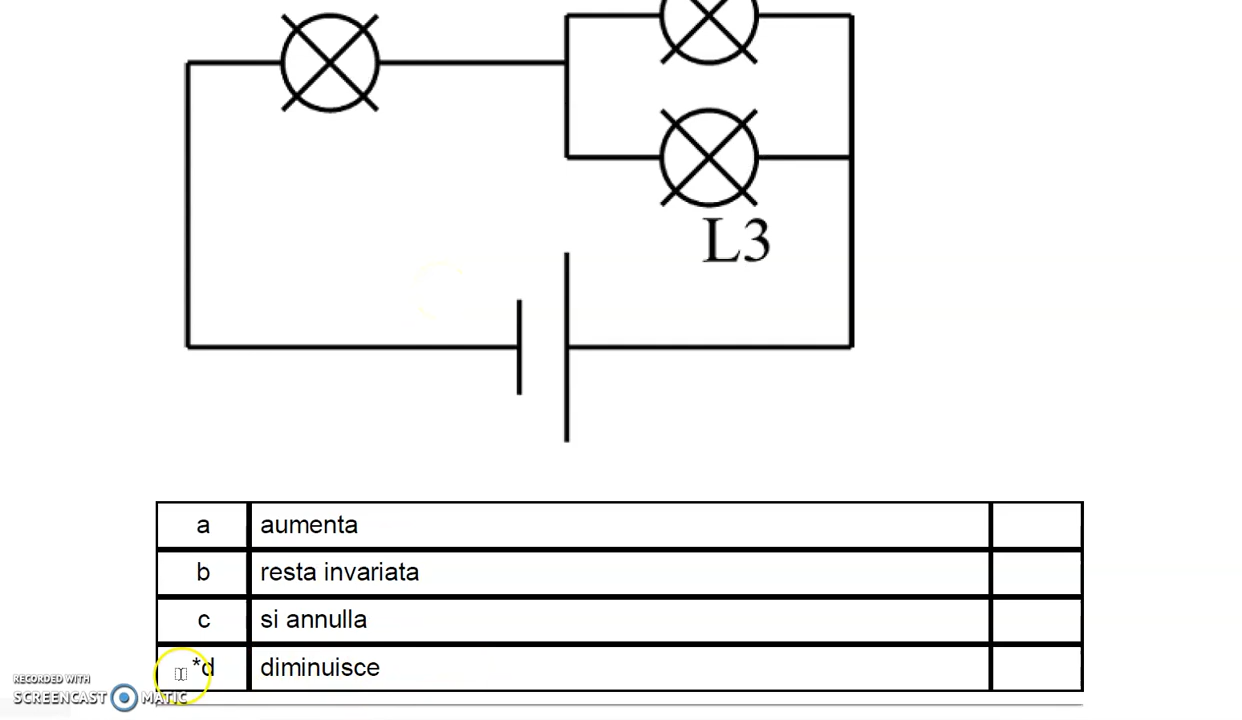 L3
a aumenta
b resta invariata
c si annulla
*d diminuisce
RECORDED WITH
SCREENCAST MATIC